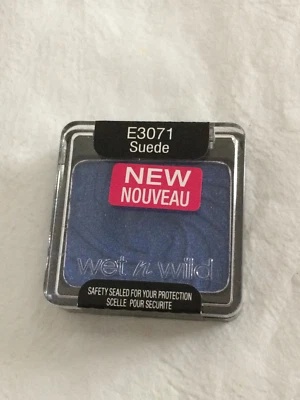 E3071
Suede
NEW
NOUVEAU
wet n wild
SAFETY SEALED FOR YOUR PROTECTION
SCELLE POUR SECURITE